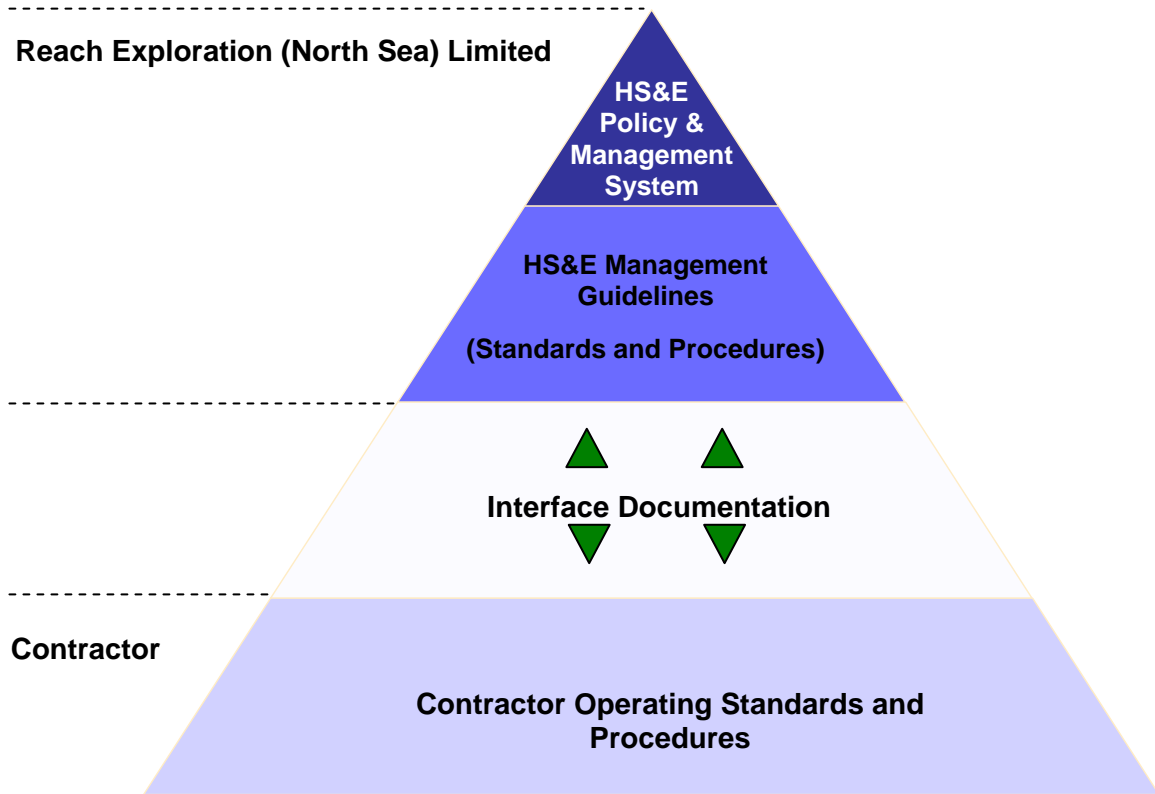 Reach Exploration (North Sea) Limited
HS&E
Policy &
Management
System
HS&E Management
Guidelines
(Standards and Procedures)
Interface Documentation
Contractor
Contractor Operating Standards and
Procedures